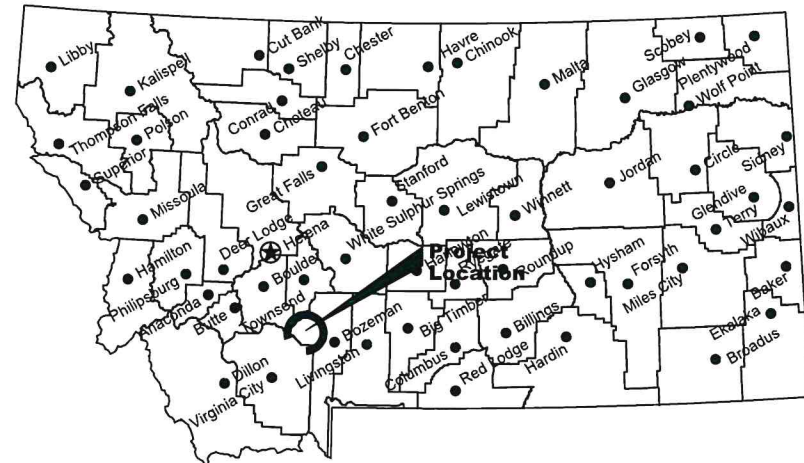 Libby
Kalispell
Cut Bank
Shelby
Chester
Havre
Chinook
Malta
Glasgow
Scobey
Plentywood
Wolf Point
Thompson Falls
Polson
Superior
Conrad
Choteau
Fort Benton
Missoula
Great Falls
Stanford
Lewistown
Winnett
Jordan
Circle
Sidney
Glendive
Terry
Wibaux
Hamilton
Philipsburg
Deer Lodge
Helena
White Sulphur Springs
Project
Location
Roundup
Hysham
Forsyth
Miles City
Baker
Ekalaka
Broadus
Anaconda
Butte
Boulder
Townsend
Bozeman
Livingston
Big Timber
Columbus
Billings
Red Lodge
Hardin
Dillon
Virginia City